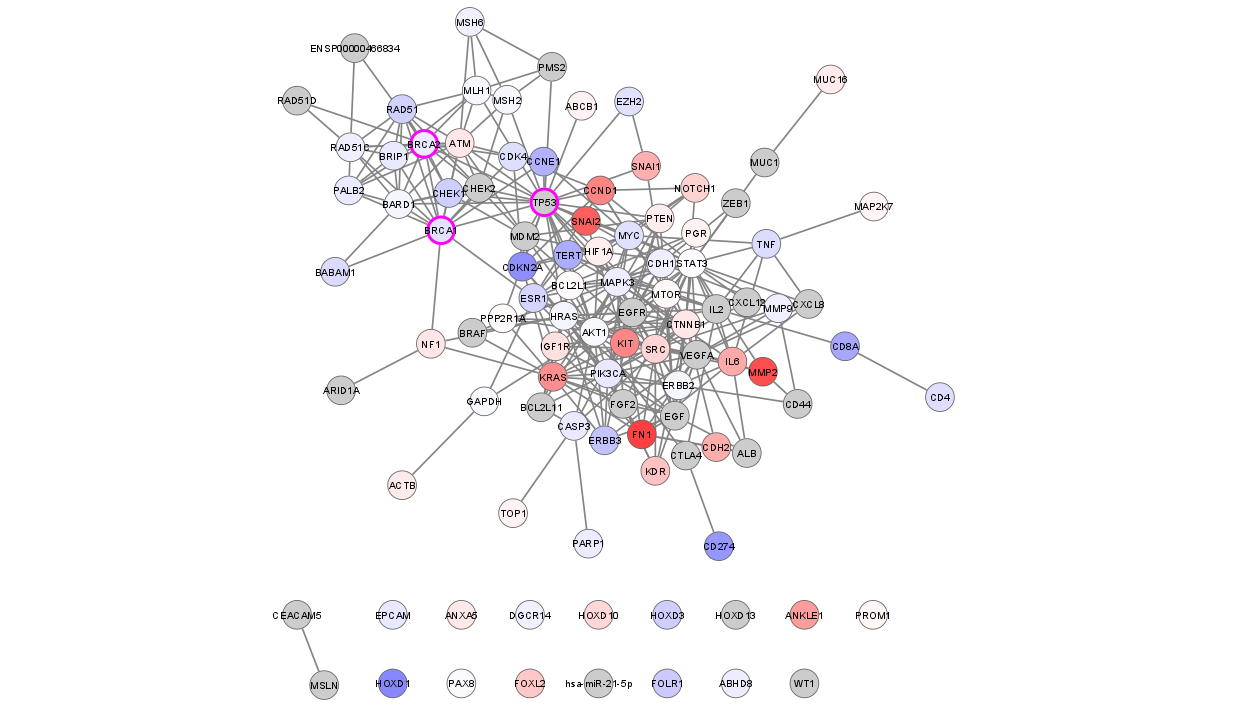 MSH6
ENSP00000466834
PMS2
MUC16
MLH1
RAD51D
MSH2
EZH2
ABCB1
RAD51
BRCA2
ATM
RAD51C
BRIP1
CDK4
CCNE1
MUC1
SNAI1
PALB2
CHEK1
CHEK2
CCND1
NOTCH1
BARD1
TP53
ZEB1
MAP2K7
SNAI2
PTEN
BRCA1
MDM2
MYC
PGR
TNF
HIF1A
TERT
CDKN2A
CDH1
STAT3
BABAM1
BCL2L1
MAPK3
MTOR
ESR1
CXCL12
CXCL8
IL2
MMP9
PPP2R1A
HRAS
EGFR
CTNNB1
BRAF
AKT1
NF1
IGF1R
KIT
SRC
VEGFA
CD8A
IL6
MMP2
KRAS
PIK3CA
ERBB2
ARID1A
CD4
GAPDH
BCL2L11
FGF2
CD44
EGF
CASP3
ERBB3
FN1
CDH2
CTLA4
ALB
KDR
ACTB
TOP1
PARP1
CD274
CEACAM5
EPCAM
ANXA5
DGCR14
HOXD10
HOXD3
HOXD13
ANKLE1
PROM1
MSLN
HOXD1
PAX8
FOXL2
hsa-miR-21-5p
FOLR1
ABHD8
WT1